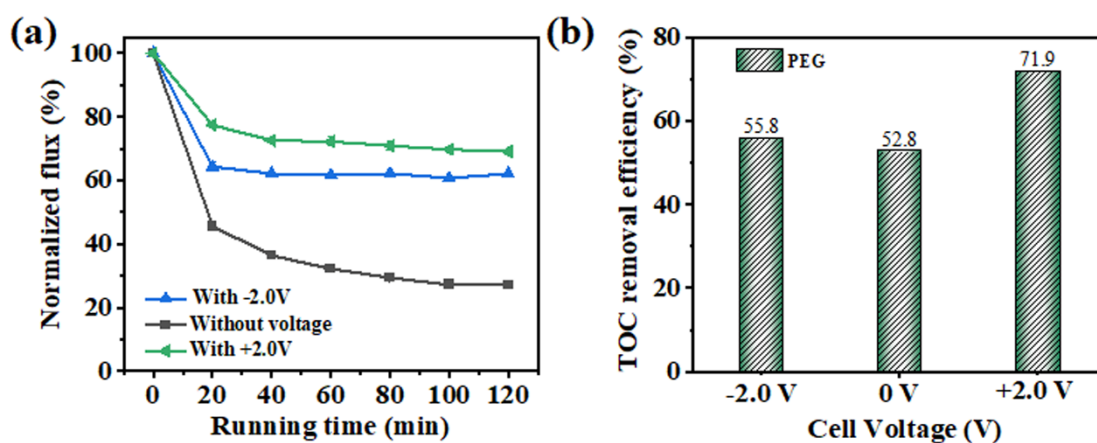 (a)
Normalized flux (%)
100
80
60
40
20
0
With -2.0V
Without voltage
With +2.0V
0 20 40 60 80 100 120
Running time (min)
(b)
TOC removal efficiency (%)
80
60
40
20
0
PEG
55.8
52.8
71.9
-2.0 V 0 V +2.0 V
Cell Voltage (V)